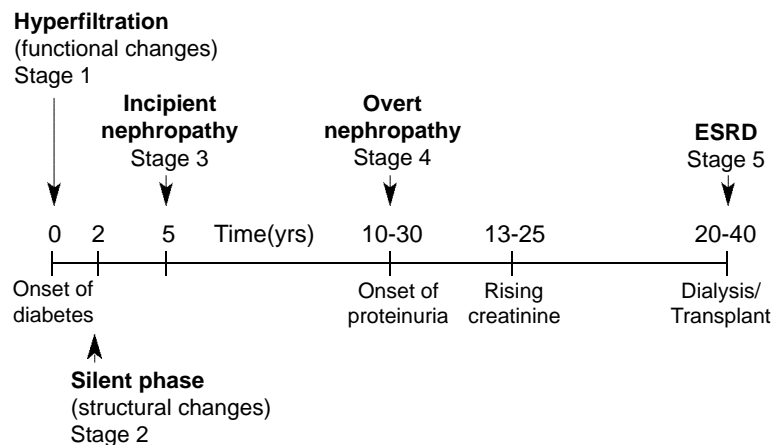 Hyperfiltration
(functional changes)
Stage 1
Incipient
nephropathy
Stage 3
Overt
nephropathy
Stage 4
ESRD
Stage 5
0 2 5 Time(yrs) 10-30 13-25 20-40
Onset of
diabetes
Onset of
proteinuria
Rising
creatinine
Dialysis/
Transplant
Silent phase
(structural changes)
Stage 2